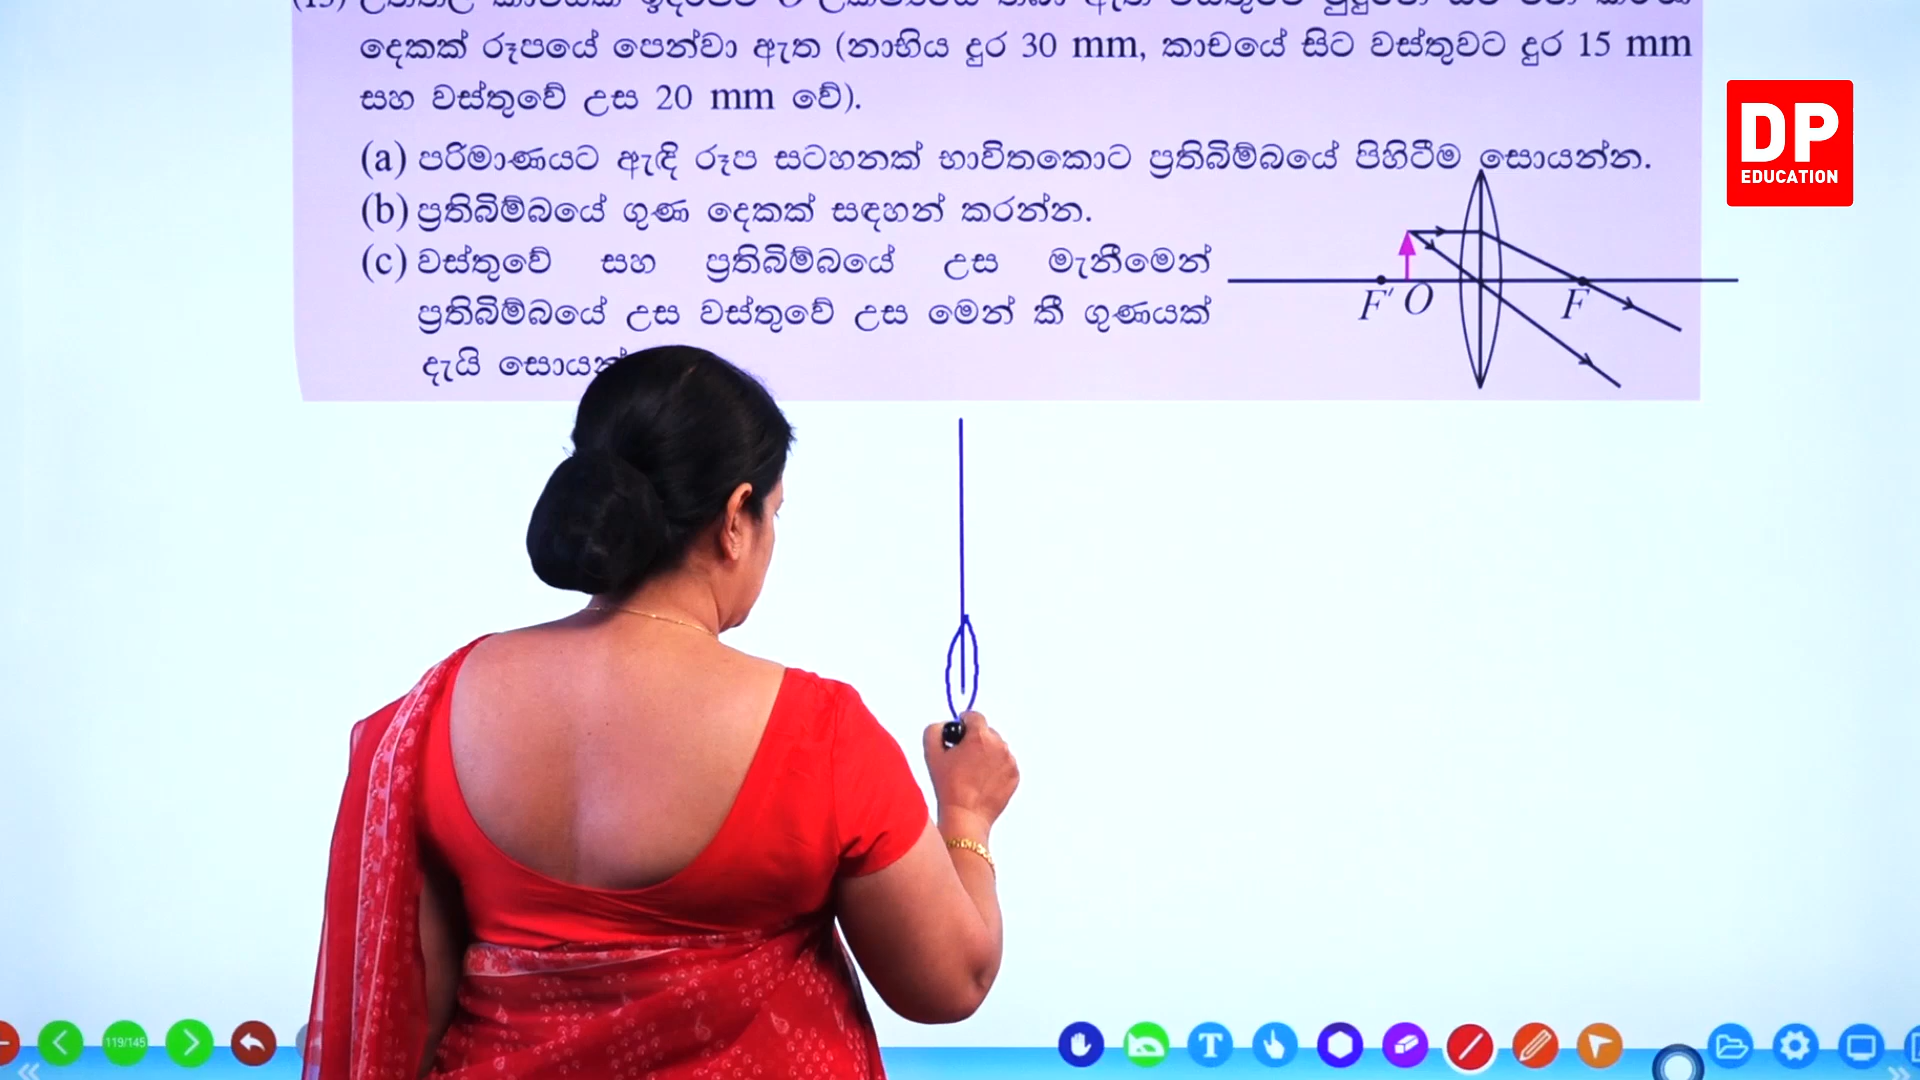 දෙකක් රූපයේ පෙන්වා ඇත (නාභිය දුර 30 mm, කාචයේ සිට වස්තුවට දුර 15 mm
සහ වස්තුවේ උස 20 mm වේ).
(a) පරිමාණයට ඇඳි රූප සටහනක් භාවිතකොට ප්‍රතිබිම්බයේ පිහිටීම සොයන්න.
(b) ප්‍රතිබිම්බයේ ගුණ දෙකක් සඳහන් කරන්න.
(c) වස්තුවේ සහ ප්‍රතිබිම්බයේ උස මැනීමෙන්
ප්‍රතිබිම්බයේ උස වස්තුවේ උස මෙන් කී ගුණයක්
දැයි
F' O F
DP
EDUCATION
119/145
T